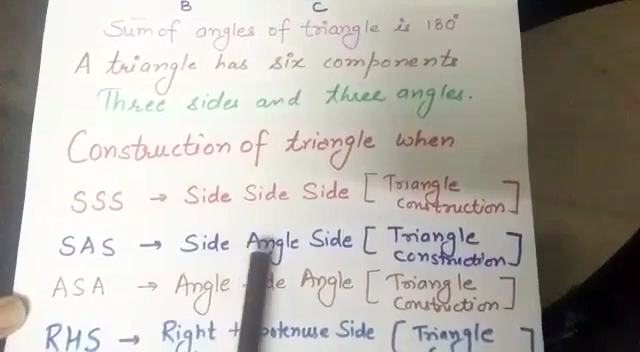 B C
Sum of angles of triangle is 180°
A triangle has six components
Three sides and three angles.
Construction of triangle when
SSS → Side Side Side [Triangle Construction]
SAS → Side Angle Side [Triangle Construction]
ASA → Angle Angle [Triangle Construction]
RHS → Right Side [Triangle